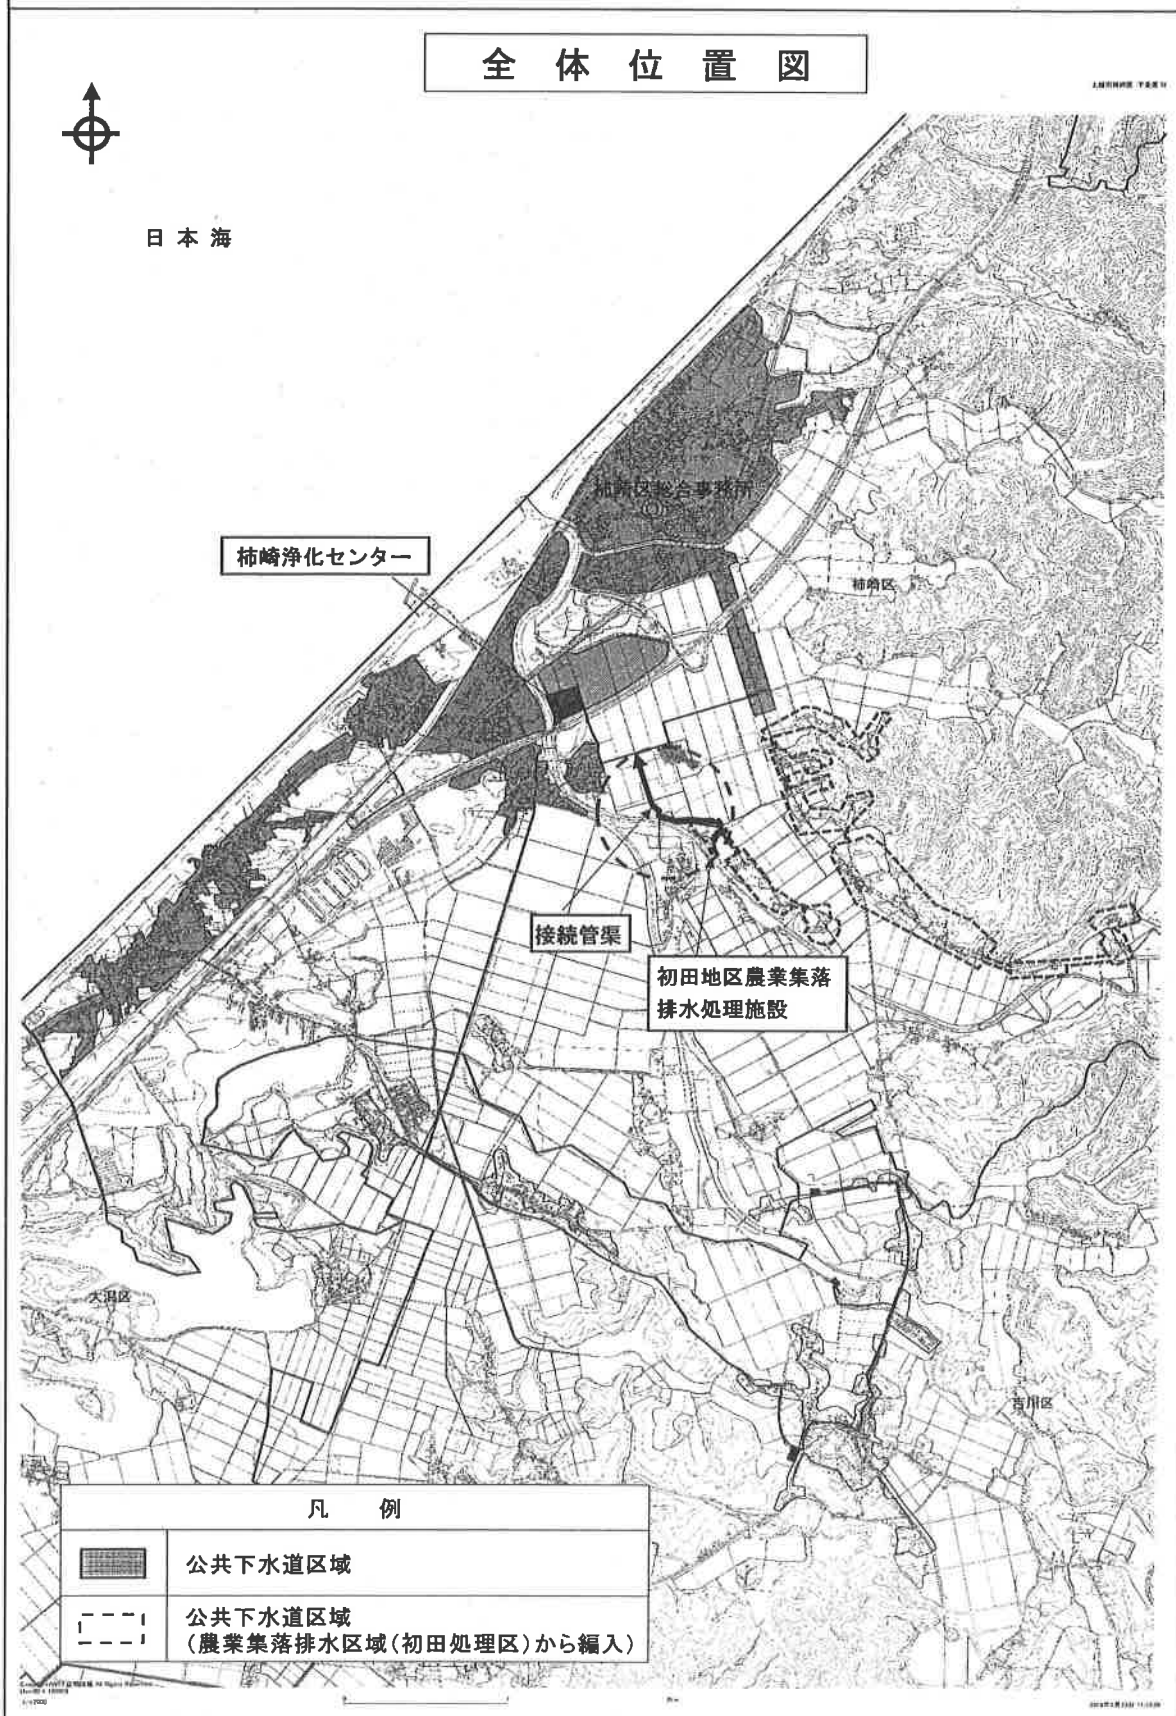 全体位置図
日本海
柿崎区総合事務所
柿崎浄化センター
柿崎区
接続管渠
初田地区農業集落
排水処理施設
大潟区
吉川区
凡例
公共下水道区域
公共下水道区域
(農業集落排水区域(初田処理区)から編入)